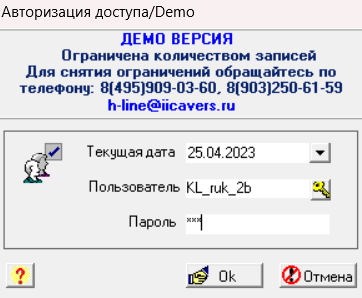 Авторизация доступа/Demo
ДЕМО ВЕРСИЯ
Ограничена количеством записей
Для снятия ограничений обращайтесь по
телефону: 8(495)909-03-60, 8(903)250-61-59
h-line@iicavers.ru
Текущая дата 25.04.2023
Пользователь KL_ruk_2b
Пароль ***
? Ok Отмена